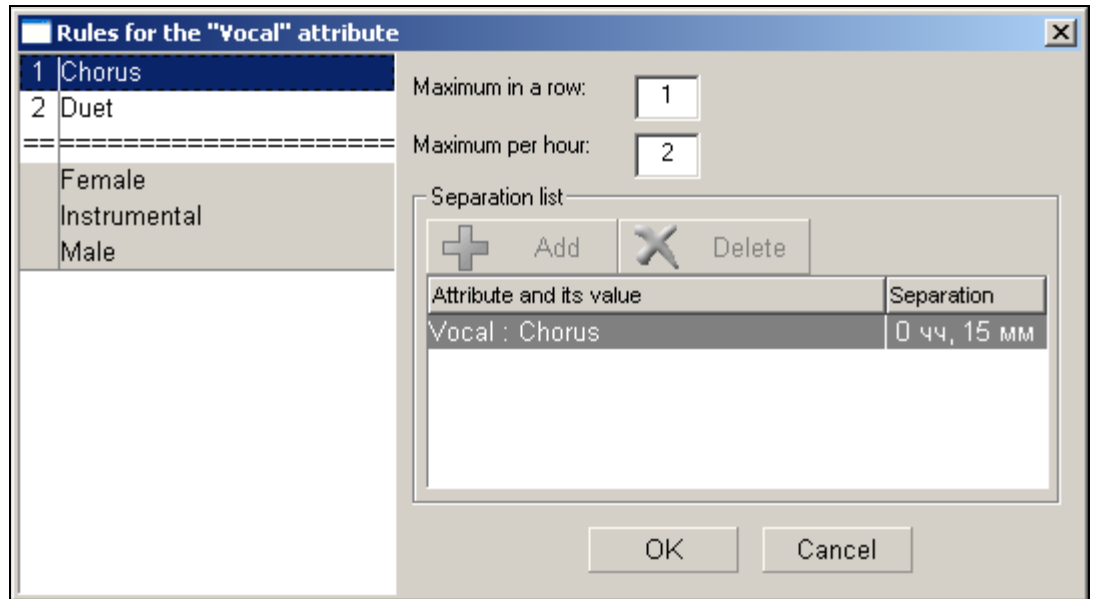 Rules for the "Vocal" attribute
1 Chorus
2 Duet
=======================
Female
Instrumental
Male
Maximum in a row: 1
Maximum per hour: 2
Separation list
Add Delete
Attribute and its value Separation
Vocal : Chorus 0 чч, 15 мм
OK Cancel